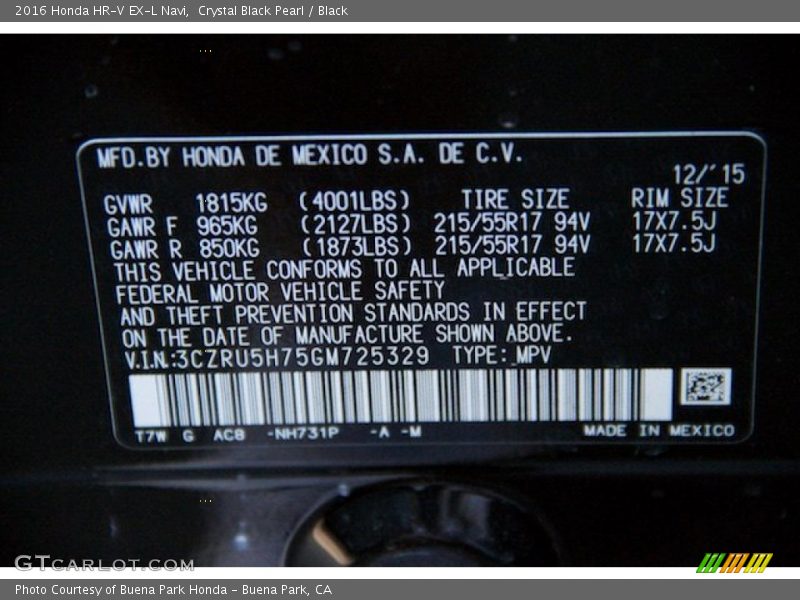 2016 Honda HR-V EX-L Navi,  Crystal Black Pearl / Black
MFD.BY HONDA DE MEXICO S.A. DE C.V.
12/'15
GVWR 1815KG (4001LBS) TIRE SIZE RIM SIZE
GAWR F 965KG (2127LBS) 215/55R17 94V 17X7.5J
GAWR R 850KG (1873LBS) 215/55R17 94V 17X7.5J
THIS VEHICLE CONFORMS TO ALL APPLICABLE
FEDERAL MOTOR VEHICLE SAFETY
AND THEFT PREVENTION STANDARDS IN EFFECT
ON THE DATE OF MANUFACTURE SHOWN ABOVE.
V.I.N:3CZRU5H75GM725329 TYPE: MPV
T7W G AC8 -NH731P -A -M MADE IN MEXICO
GTCARLOT.COM
Photo Courtesy of Buena Park Honda - Buena Park, CA